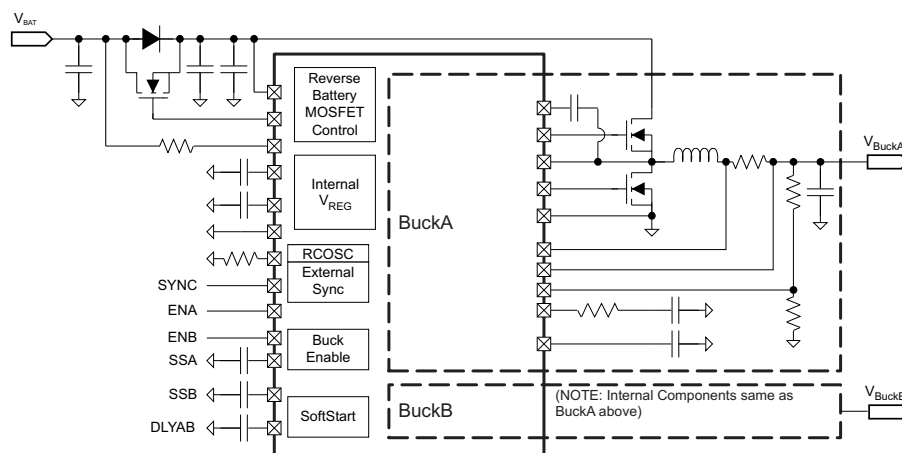 VBAT
Reverse
Battery
MOSFET
Control
Internal
VREG
RCOSC
External
Sync
SYNC
ENA
ENB
Buck
Enable
SSA
SSB
SoftStart
DLYAB
BuckA
VBuckA
BuckB
(NOTE: Internal Components same as
BuckA above)
VBuckB